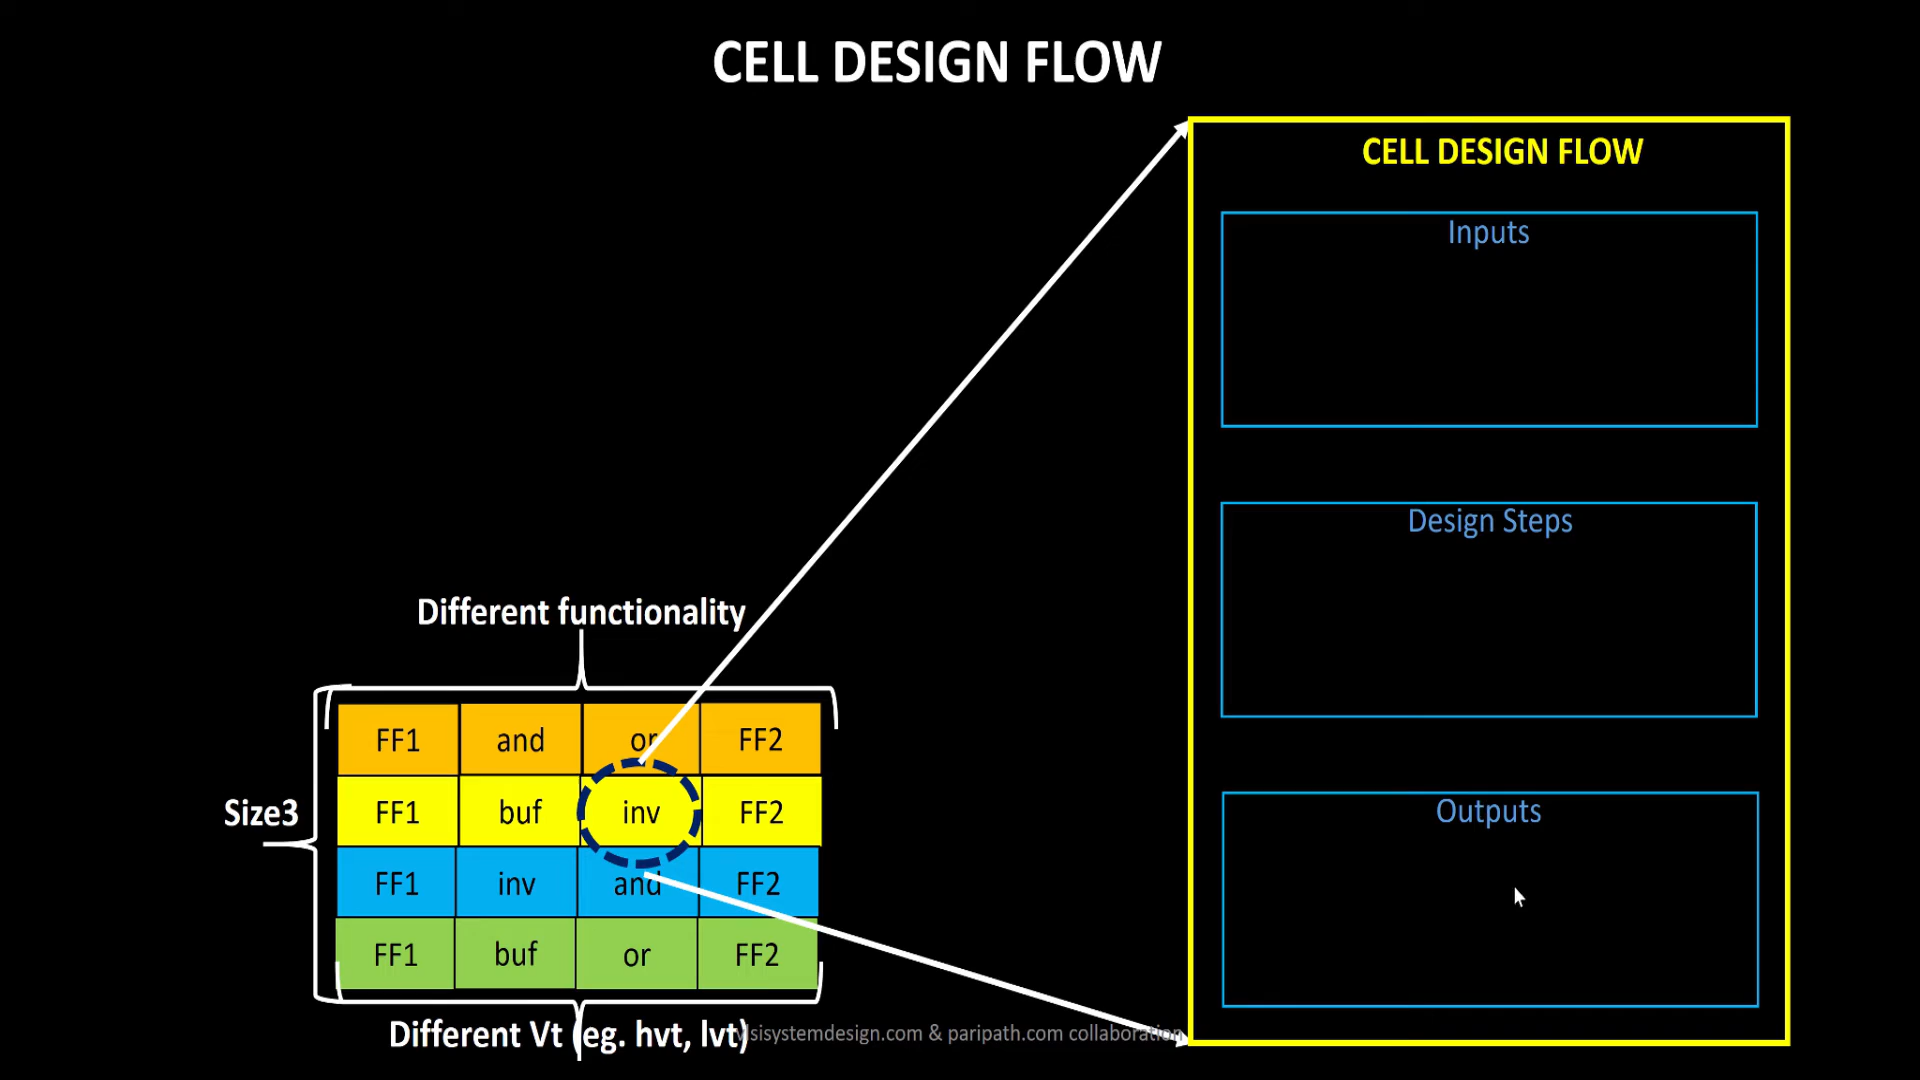 CELL DESIGN FLOW
CELL DESIGN FLOW
Inputs
Design Steps
Outputs
Different functionality
FF1 and or FF2
Size3
FF1 buf inv FF2
FF1 inv and FF2
FF1 buf or FF2
Different Vt (eg. hvt, lvt)
vlsisystemdesign.com & paripath.com collaboration